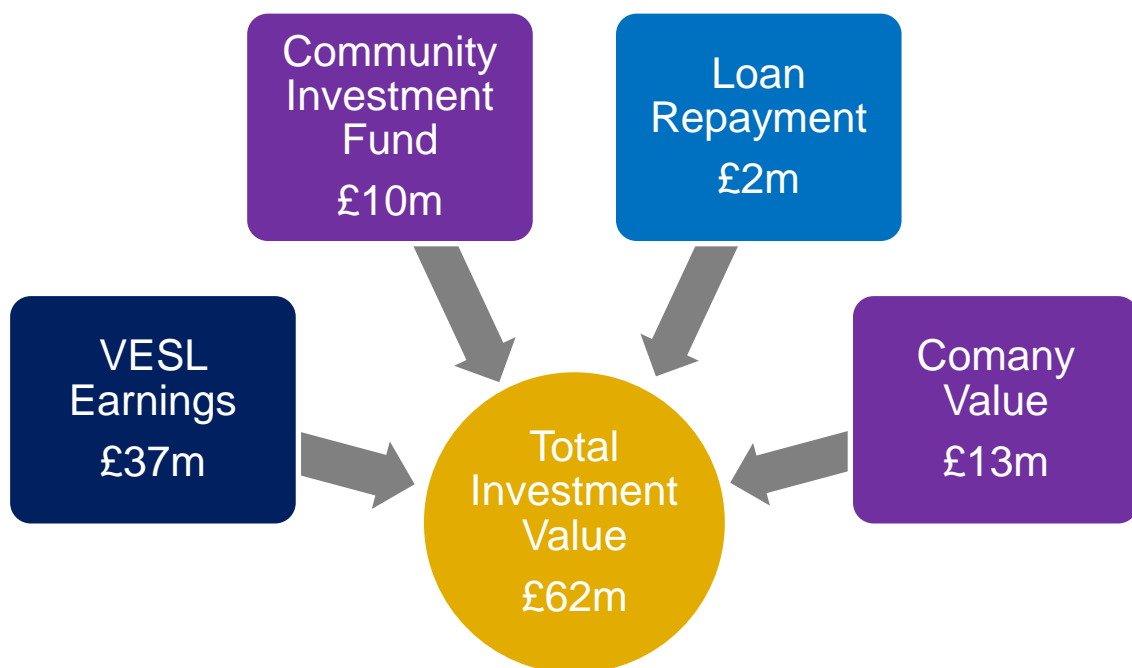 Community
Investment
Fund
£10m
Loan
Repayment
£2m
VESL
Earnings
£37m
Comany
Value
£13m
Total
Investment
Value
£62m